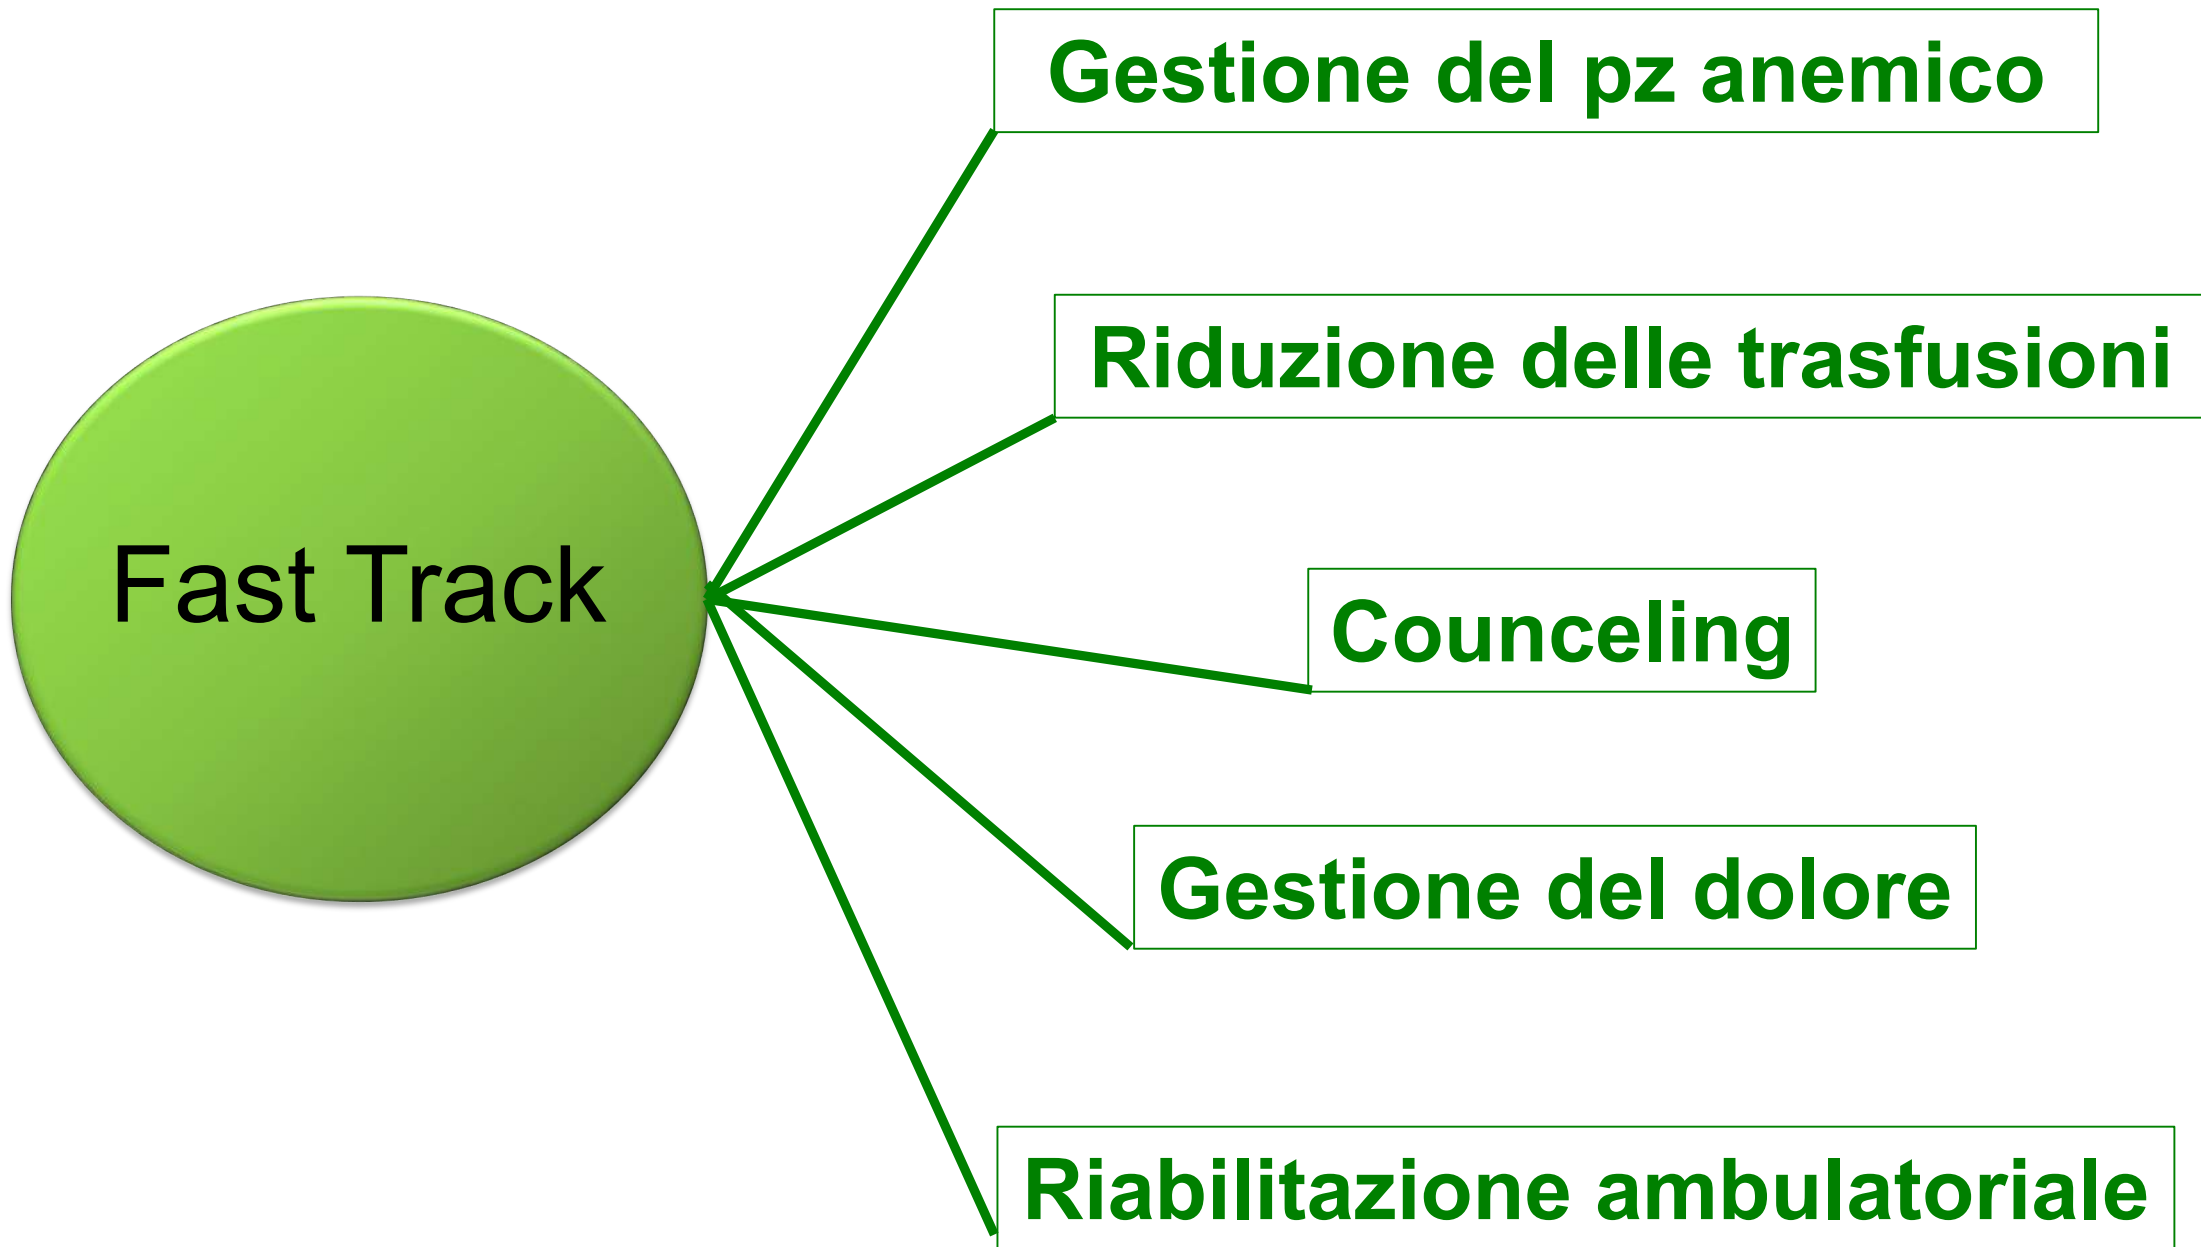 Gestione del pz anemico
Riduzione delle trasfusioni
Fast Track
Counceling
Gestione del dolore
Riabilitazione ambulatoriale